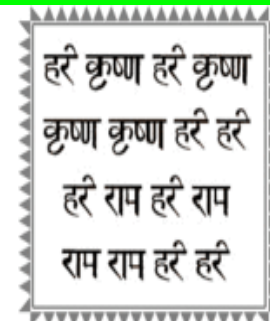 हरे कृष्ण हरे कृष्ण
कृष्ण कृष्ण हरे हरे
हरे राम हरे राम
राम राम हरे हरे